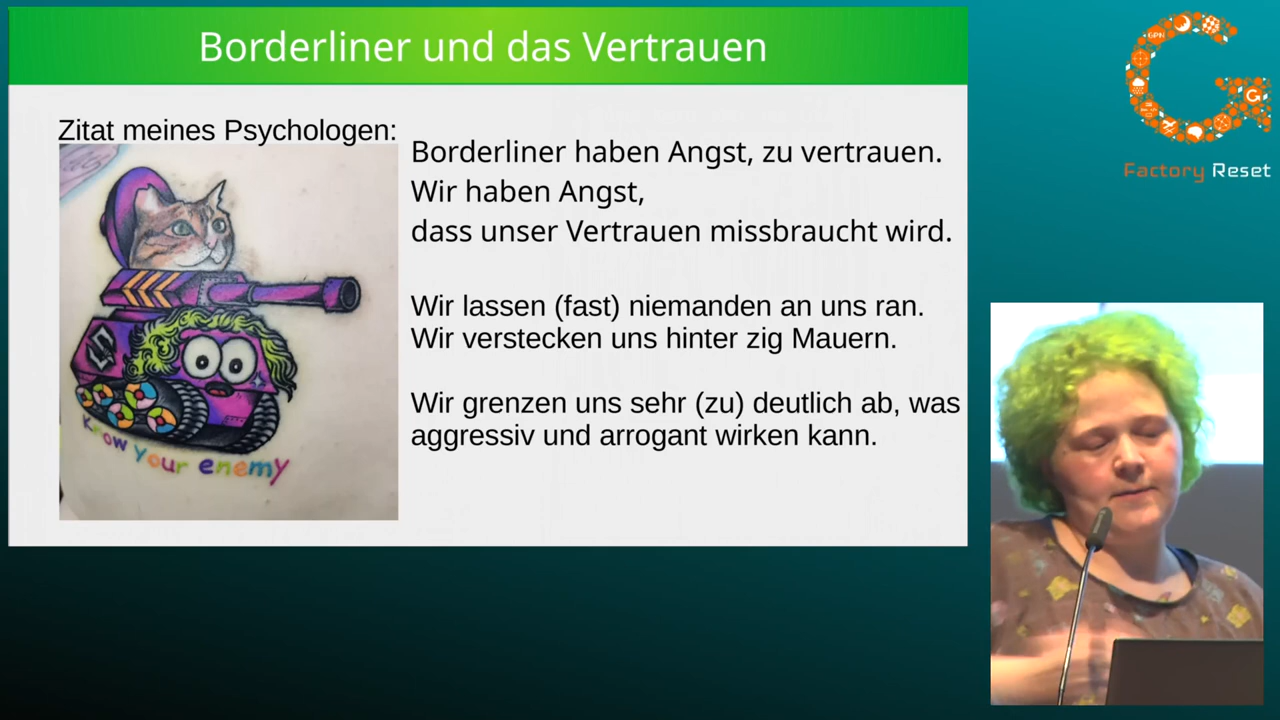 Borderliner und das Vertrauen
Zitat meines Psychologen:
Borderliner haben Angst, zu vertrauen.
Wir haben Angst,
dass unser Vertrauen missbraucht wird.
Wir lassen (fast) niemanden an uns ran.
Wir verstecken uns hinter zig Mauern.
Wir grenzen uns sehr (zu) deutlich ab, was
aggressiv und arrogant wirken kann.
know your enemy
GPN
Factory Reset